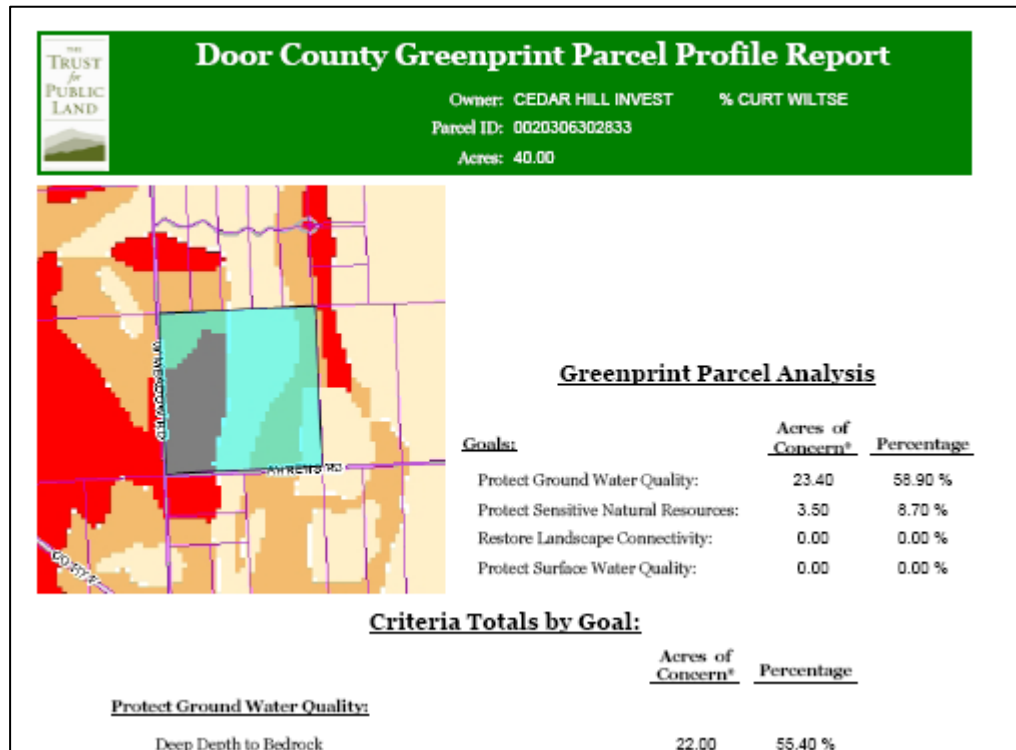 THE
TRUST
for
PUBLIC
LAND
Door County Greenprint Parcel Profile Report
Owner: CEDAR HILL INVEST % CURT WILTSE
Parcel ID: 0020306302833
Acres: 40.00
AHRENS RD
Greenprint Parcel Analysis
Goals: Acres of Concern* Percentage
Protect Ground Water Quality: 23.40 58.90 %
Protect Sensitive Natural Resources: 3.50 8.70 %
Restore Landscape Connectivity: 0.00 0.00 %
Protect Surface Water Quality: 0.00 0.00 %
Criteria Totals by Goal:
Acres of Concern* Percentage
Protect Ground Water Quality:
Deep Depth to Bedrock 22.00 55.40 %